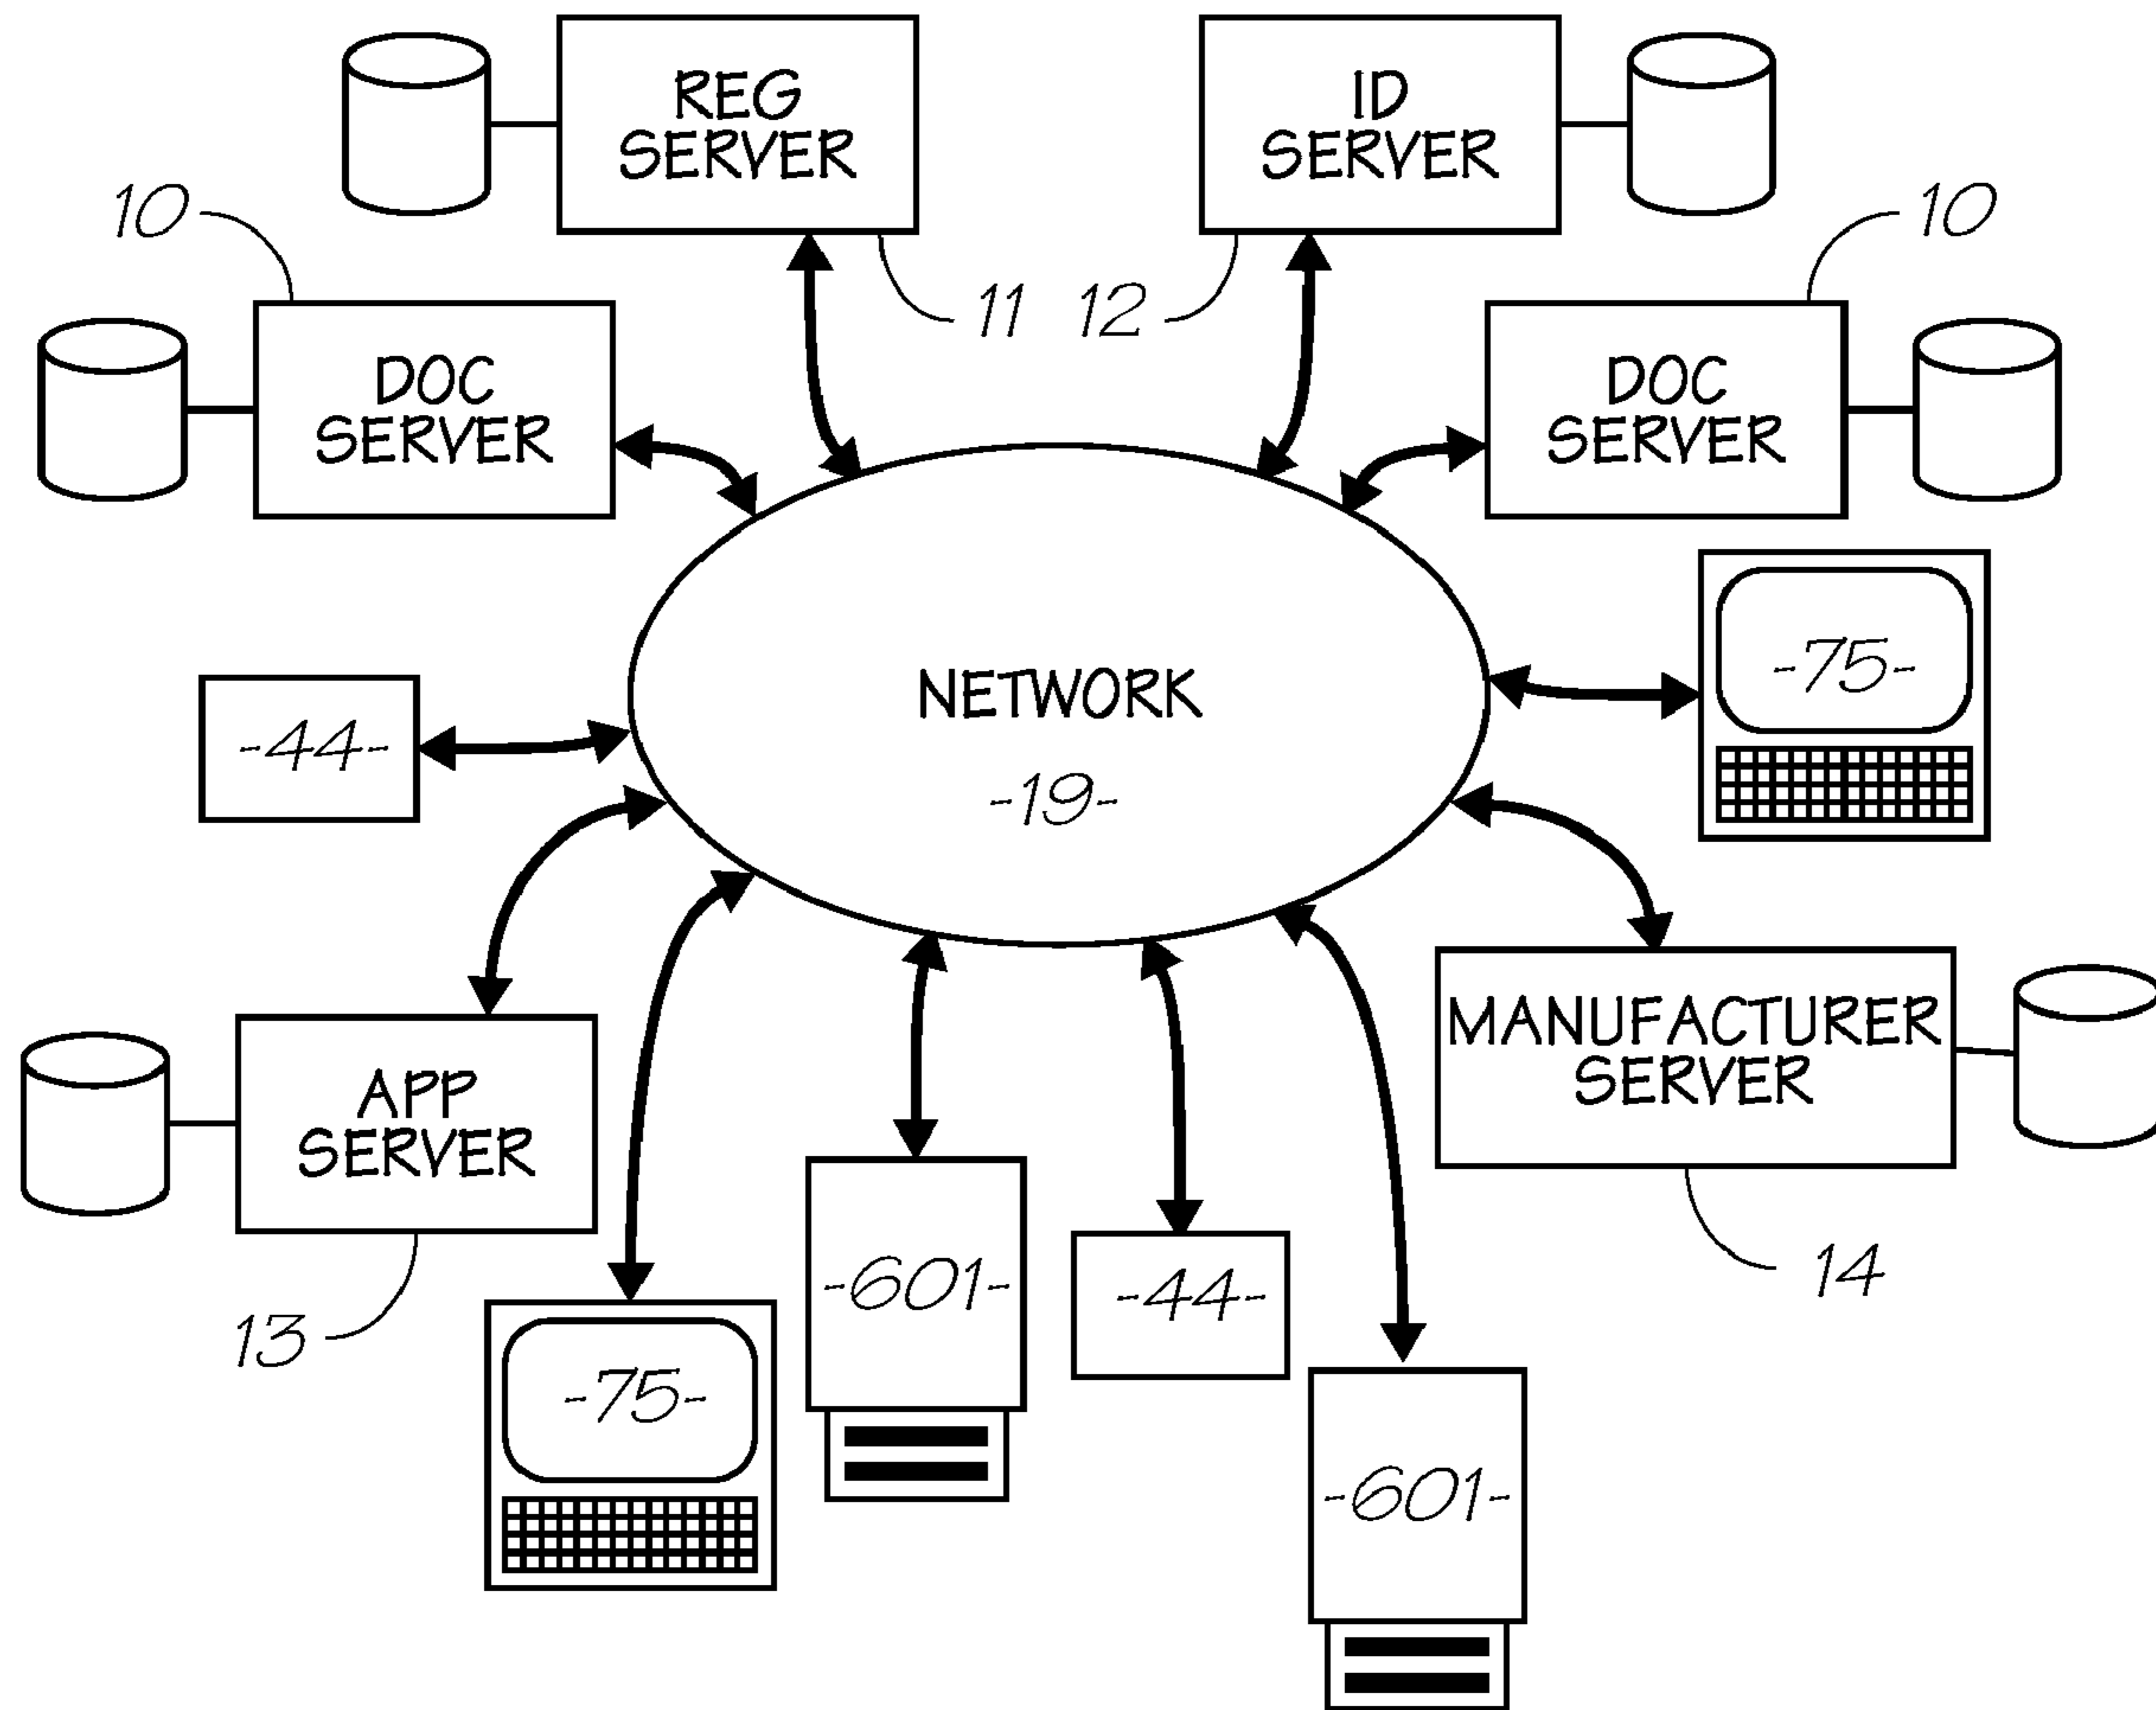 REG
SERVER
ID
SERVER
10
10
11
12
DOC
SERVER
DOC
SERVER
-75-
NETWORK
-19-
-44-
MANUFACTURER
SERVER
APP
SERVER
-601-
-44-
14
13
-75-
-601-